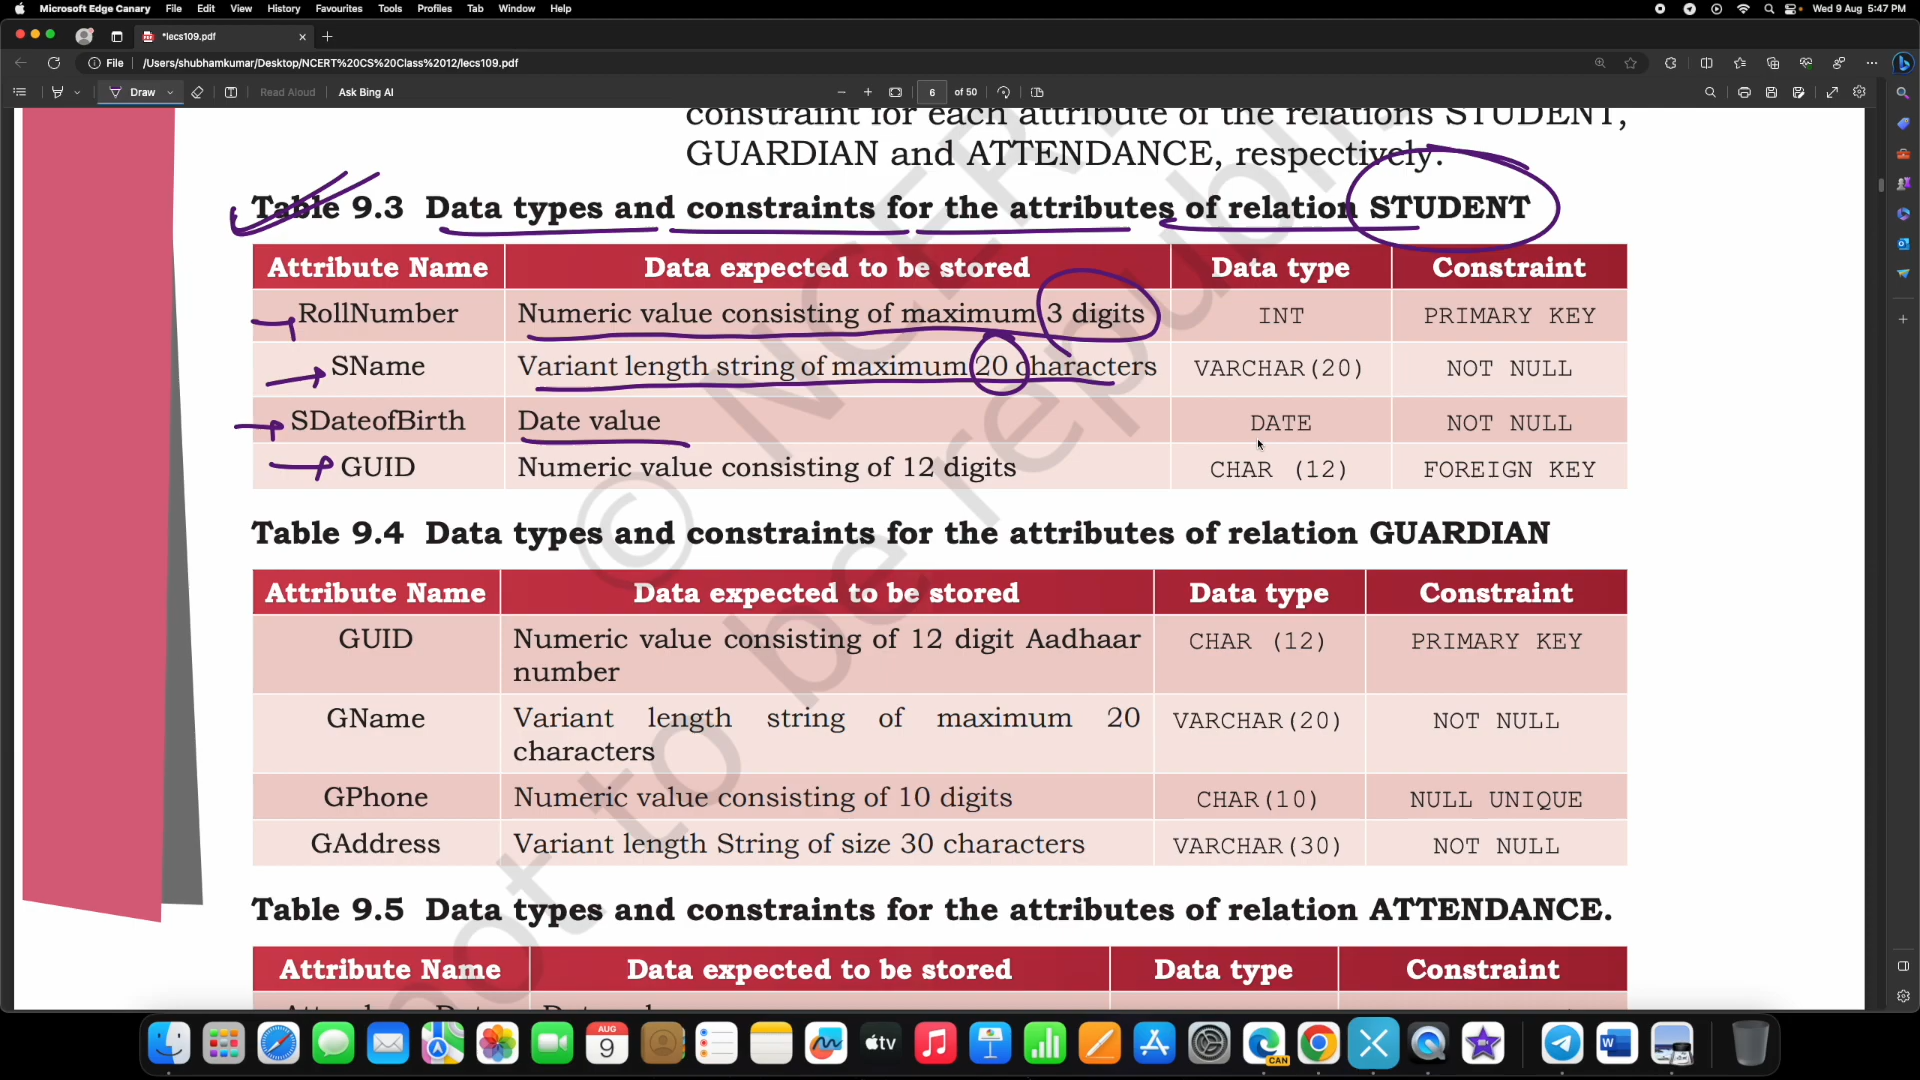 Microsoft Edge Canary File Edit View History Favourites Tools Profiles Tab Window Help Wed 9 Aug 5:47 PM
*lecs109.pdf
File /Users/shubhamkumar/Desktop/NCERT%20CS%20Class%2012/lecs109.pdf
Draw Read Aloud Ask Bing AI 6 of 50
constraint for each attribute of the relations STUDENT,
GUARDIAN and ATTENDANCE, respectively.
Table 9.3 Data types and constraints for the attributes of relation STUDENT
Attribute Name Data expected to be stored Data type Constraint
RollNumber Numeric value consisting of maximum 3 digits INT PRIMARY KEY
SName Variant length string of maximum 20 characters VARCHAR(20) NOT NULL
SDateofBirth Date value DATE NOT NULL
GUID Numeric value consisting of 12 digits CHAR (12) FOREIGN KEY
Table 9.4 Data types and constraints for the attributes of relation GUARDIAN
Attribute Name Data expected to be stored Data type Constraint
GUID Numeric value consisting of 12 digit Aadhaar CHAR (12) PRIMARY KEY
number
GName Variant length string of maximum 20 VARCHAR(20) NOT NULL
characters
GPhone Numeric value consisting of 10 digits CHAR(10) NULL UNIQUE
GAddress Variant length String of size 30 characters VARCHAR(30) NOT NULL
Table 9.5 Data types and constraints for the attributes of relation ATTENDANCE.
Attribute Name Data expected to be stored Data type Constraint
© NCER
not to be republi
AUG
9
tv
CAN